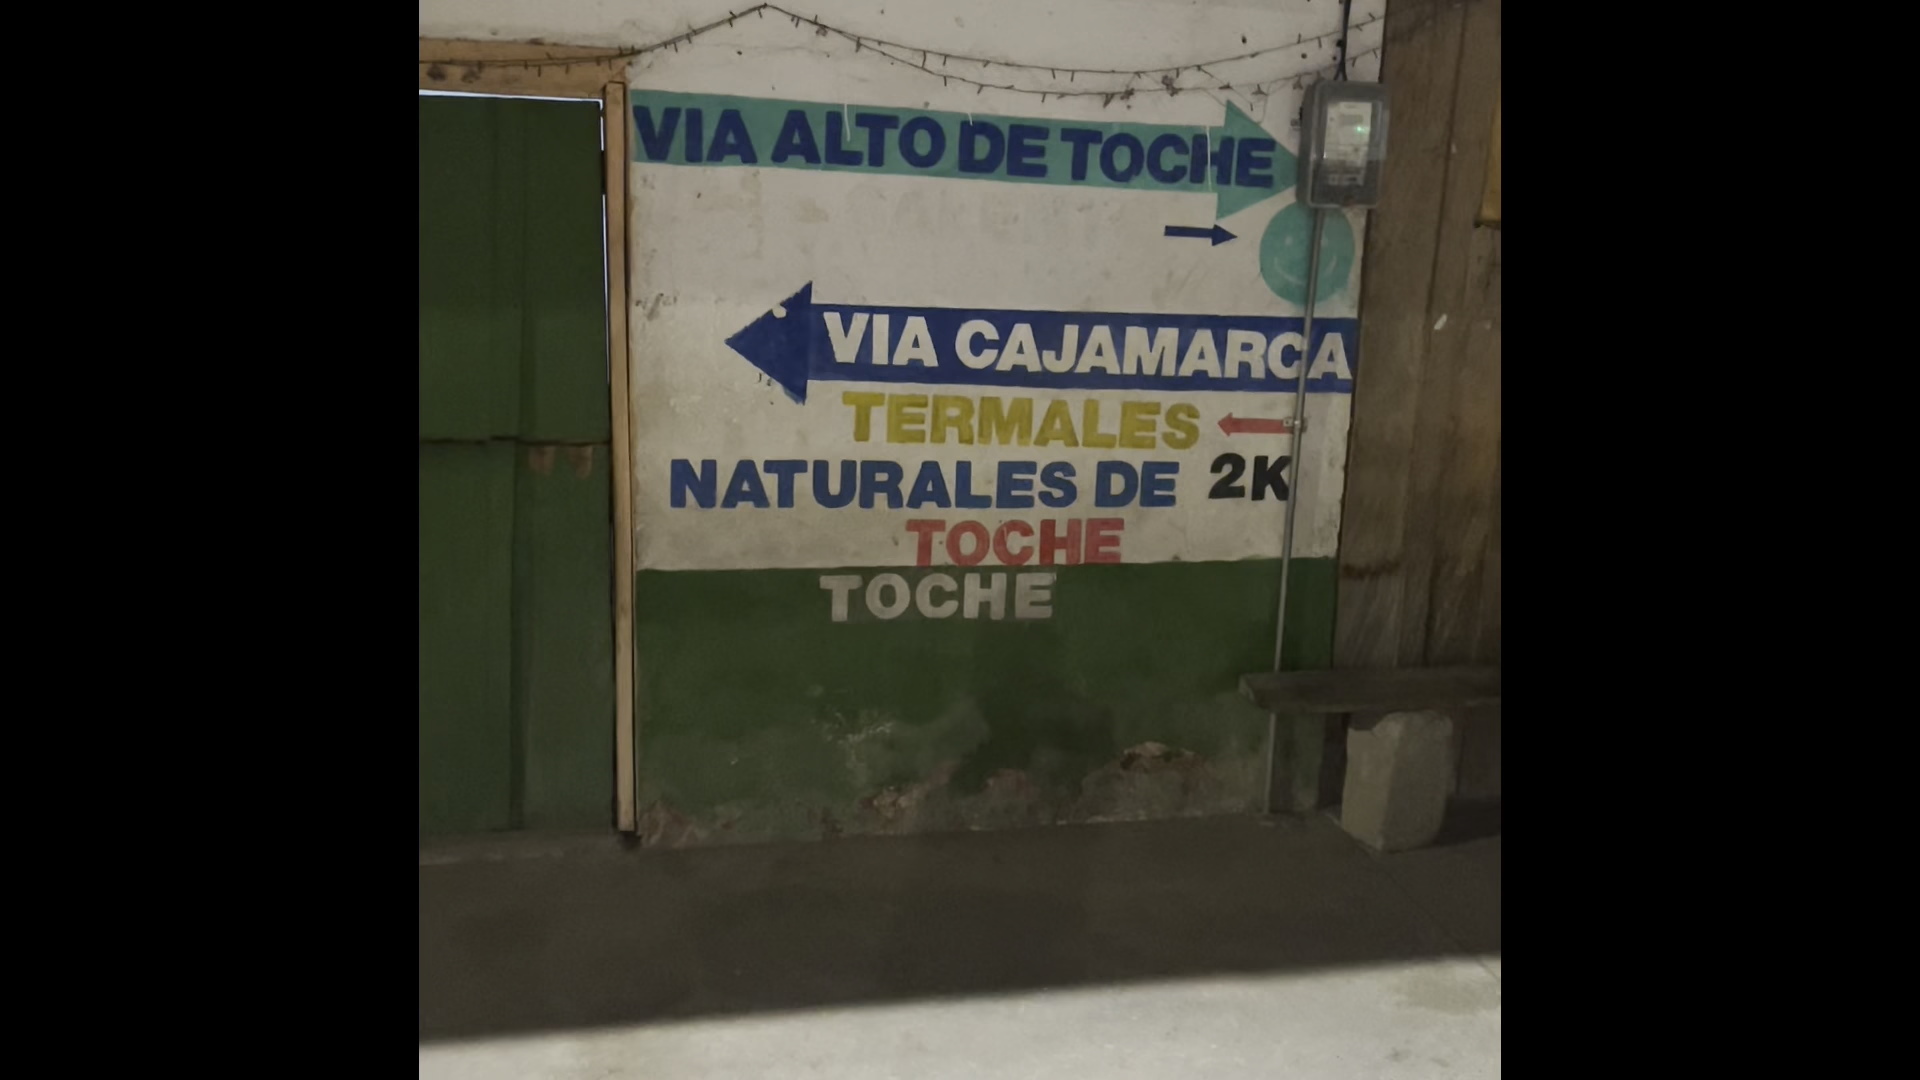 VIA ALTO DE TOCHE
VIA CAJAMARCA
TERMALES
NATURALES DE 2K
TOCHE
TOCHE